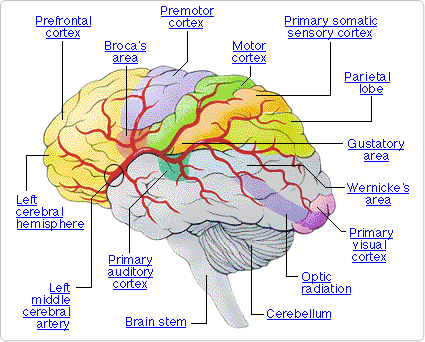 Prefrontal
cortex
Premotor
cortex
Primary somatic
sensory cortex
Broca's
area
Motor
cortex
Parietal
lobe
Gustatory
area
Wernicke's
area
Left
cerebral
hemisphere
Primary
visual
cortex
Primary
auditory
cortex
Optic
radiation
Left
middle
cerebral
artery
Brain stem
Cerebellum